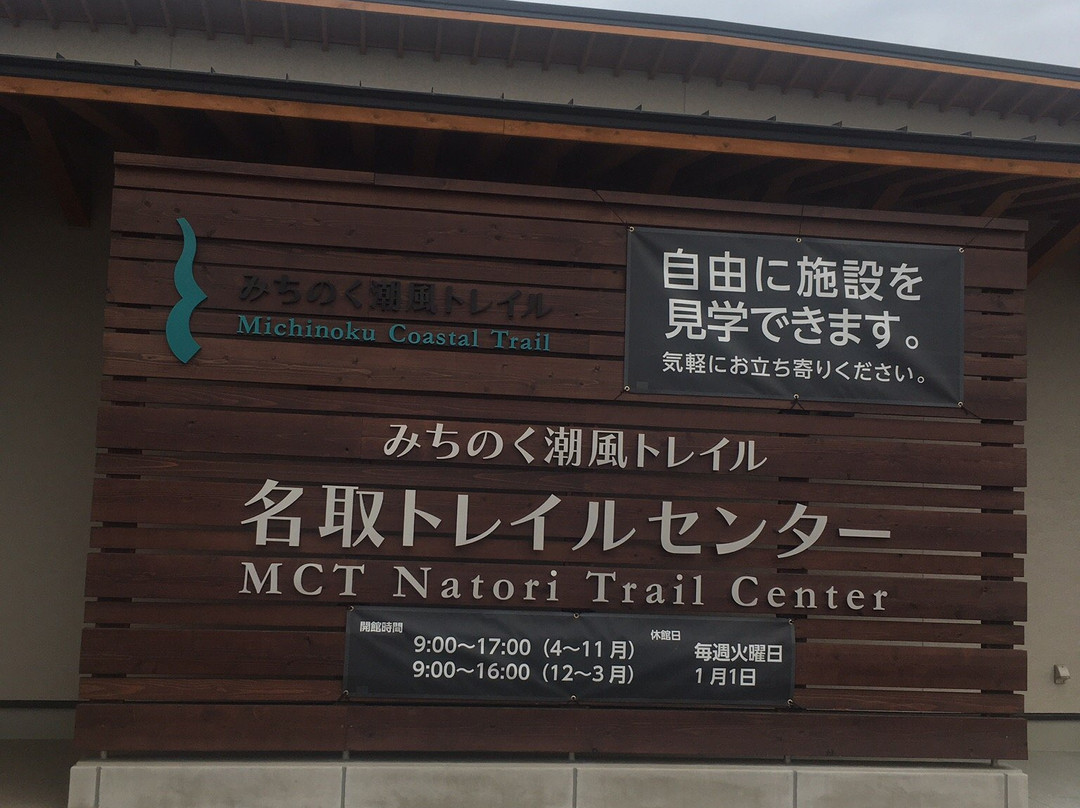 みちのく潮風トレイル
Michinoku Coastal Trail
自由に施設を
見学できます。
気軽にお立ち寄りください。
みちのく潮風トレイル
名取トレイルセンター
MCT Natori Trail Center
開館時間
9:00～17:00（4～11月）
9:00～16:00（12～3月）
休館日
毎週火曜日
1月1日